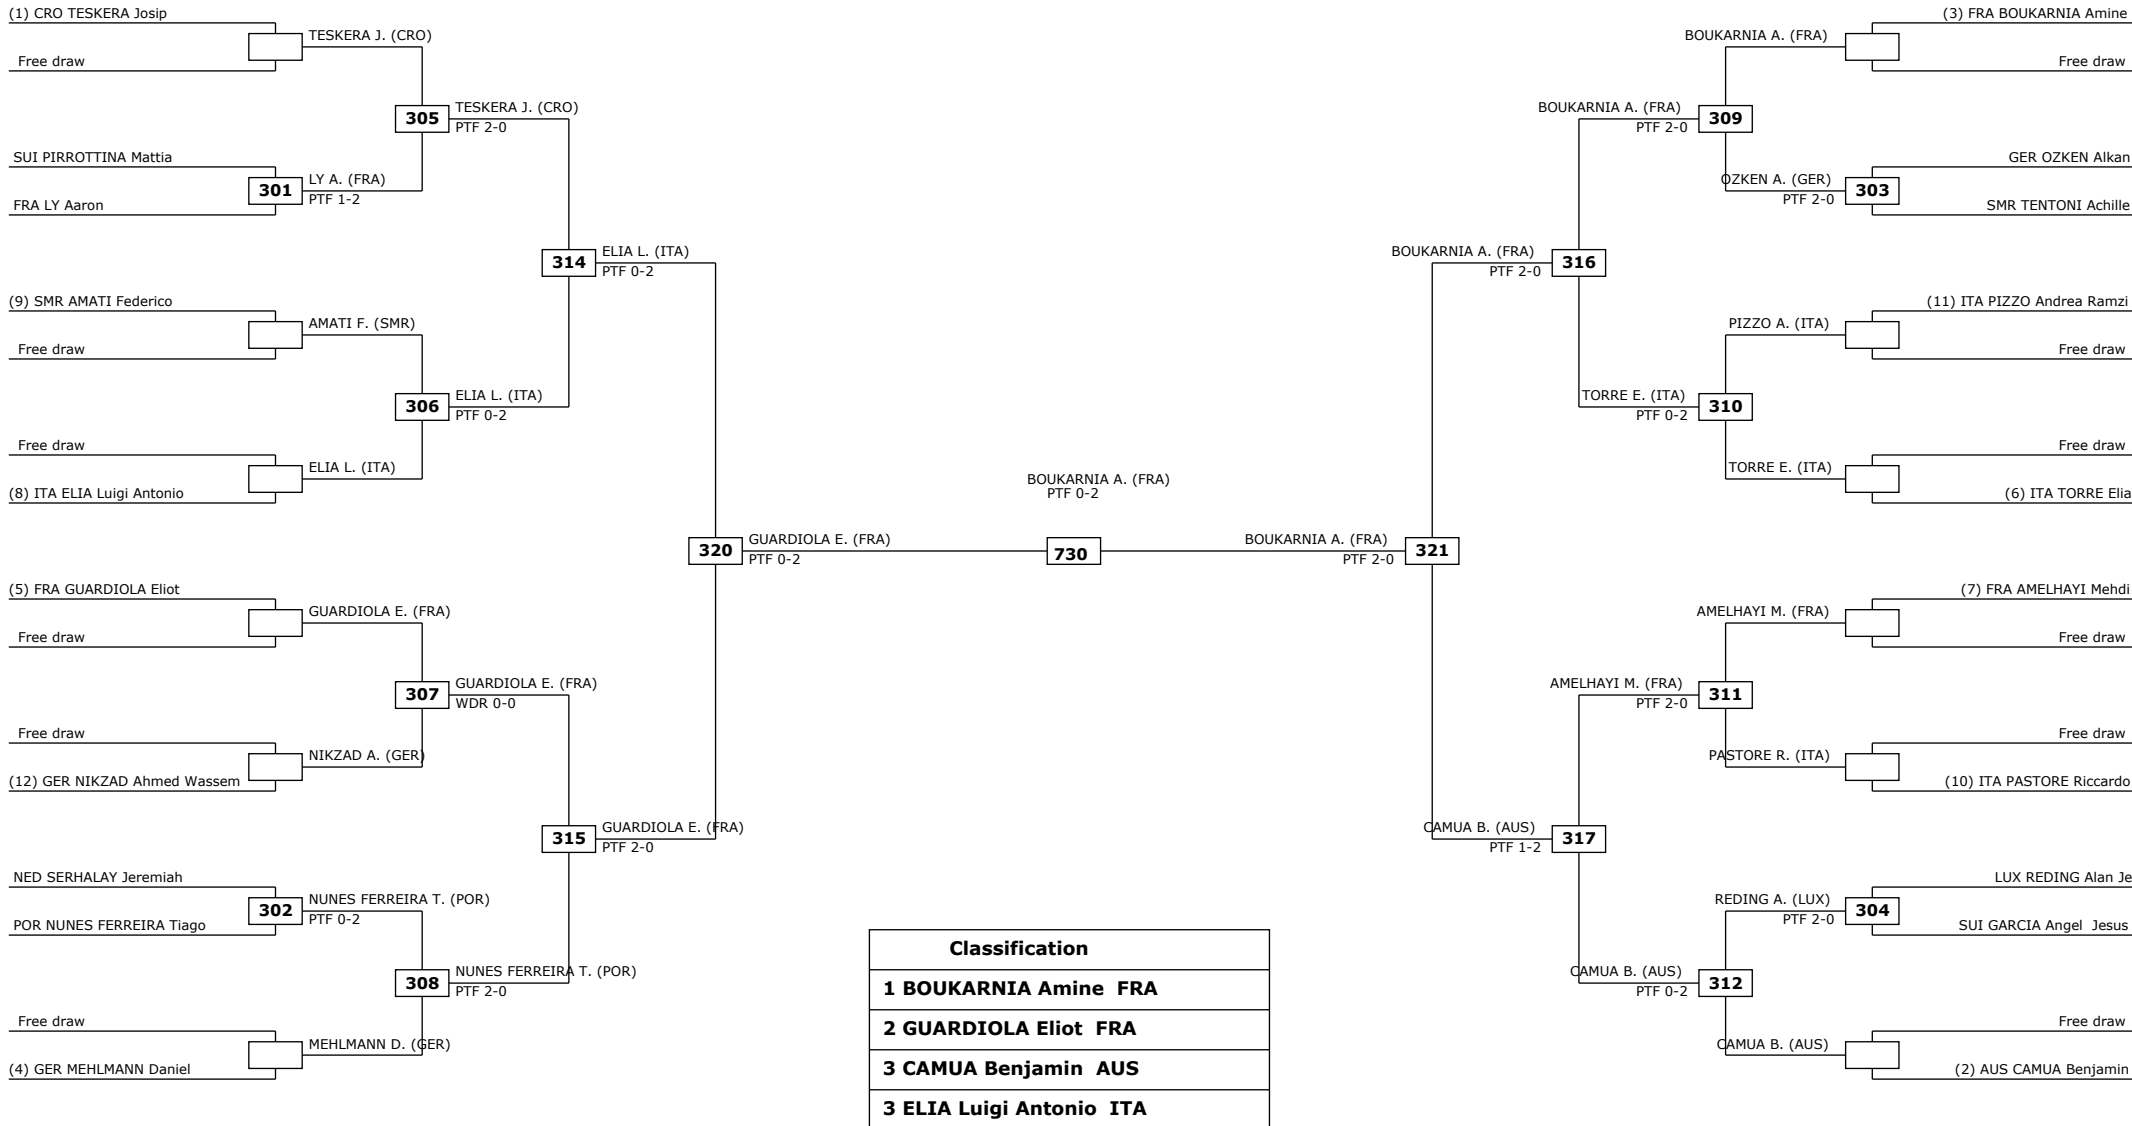 (1) CRO TESKERA Josip
TESKERA J. (CRO)
Free draw
305
TESKERA J. (CRO)
PTF 2-0
SUI PIRROTTINA Mattia
301
LY A. (FRA)
PTF 1-2
FRA LY Aaron
314
ELIA L. (ITA)
PTF 0-2
(9) SMR AMATI Federico
AMATI F. (SMR)
Free draw
306
ELIA L. (ITA)
PTF 0-2
Free draw
ELIA L. (ITA)
(8) ITA ELIA Luigi Antonio
320
GUARDIOLA E. (FRA)
PTF 0-2
(5) FRA GUARDIOLA Eliot
GUARDIOLA E. (FRA)
Free draw
307
GUARDIOLA E. (FRA)
WDR 0-0
Free draw
NIKZAD A. (GER)
(12) GER NIKZAD Ahmed Wassem
315
GUARDIOLA E. (FRA)
PTF 2-0
NED SERHALAY Jeremiah
302
NUNES FERREIRA T. (POR)
PTF 0-2
POR NUNES FERREIRA Tiago
308
NUNES FERREIRA T. (POR)
PTF 2-0
Free draw
MEHLMANN D. (GER)
(4) GER MEHLMANN Daniel
BOUKARNIA A. (FRA)
PTF 0-2
730
(3) FRA BOUKARNIA Amine
BOUKARNIA A. (FRA)
Free draw
BOUKARNIA A. (FRA)
PTF 2-0
309
GER OZKEN Alkan
OZKEN A. (GER)
PTF 2-0
303
SMR TENTONI Achille
BOUKARNIA A. (FRA)
PTF 2-0
316
(11) ITA PIZZO Andrea Ramzi
PIZZO A. (ITA)
Free draw
TORRE E. (ITA)
PTF 0-2
310
Free draw
TORRE E. (ITA)
(6) ITA TORRE Elia
BOUKARNIA A. (FRA)
PTF 2-0
321
(7) FRA AMELHAYI Mehdi
AMELHAYI M. (FRA)
Free draw
AMELHAYI M. (FRA)
PTF 2-0
311
Free draw
PASTORE R. (ITA)
(10) ITA PASTORE Riccardo
CAMUA B. (AUS)
PTF 1-2
317
LUX REDING Alan Je
REDING A. (LUX)
PTF 2-0
304
SUI GARCIA Angel Jesus
CAMUA B. (AUS)
PTF 0-2
312
Free draw
CAMUA B. (AUS)
(2) AUS CAMUA Benjamin
Classification
1 BOUKARNIA Amine FRA
2 GUARDIOLA Eliot FRA
3 CAMUA Benjamin AUS
3 ELIA Luigi Antonio ITA